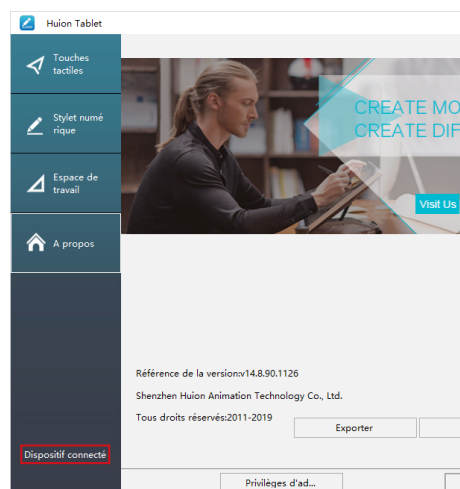 Huion Tablet
Touches
tactiles
Stylet numé
rique
Espace de
travail
A propos
CREATE MO
CREATE DIF
Visit Us
Référence de la version:v14.8.90.1126
Shenzhen Huion Animation Technology Co., Ltd.
Tous droits réservés:2011-2019
Exporter
Dispositif connecté
Privilèges d'ad...